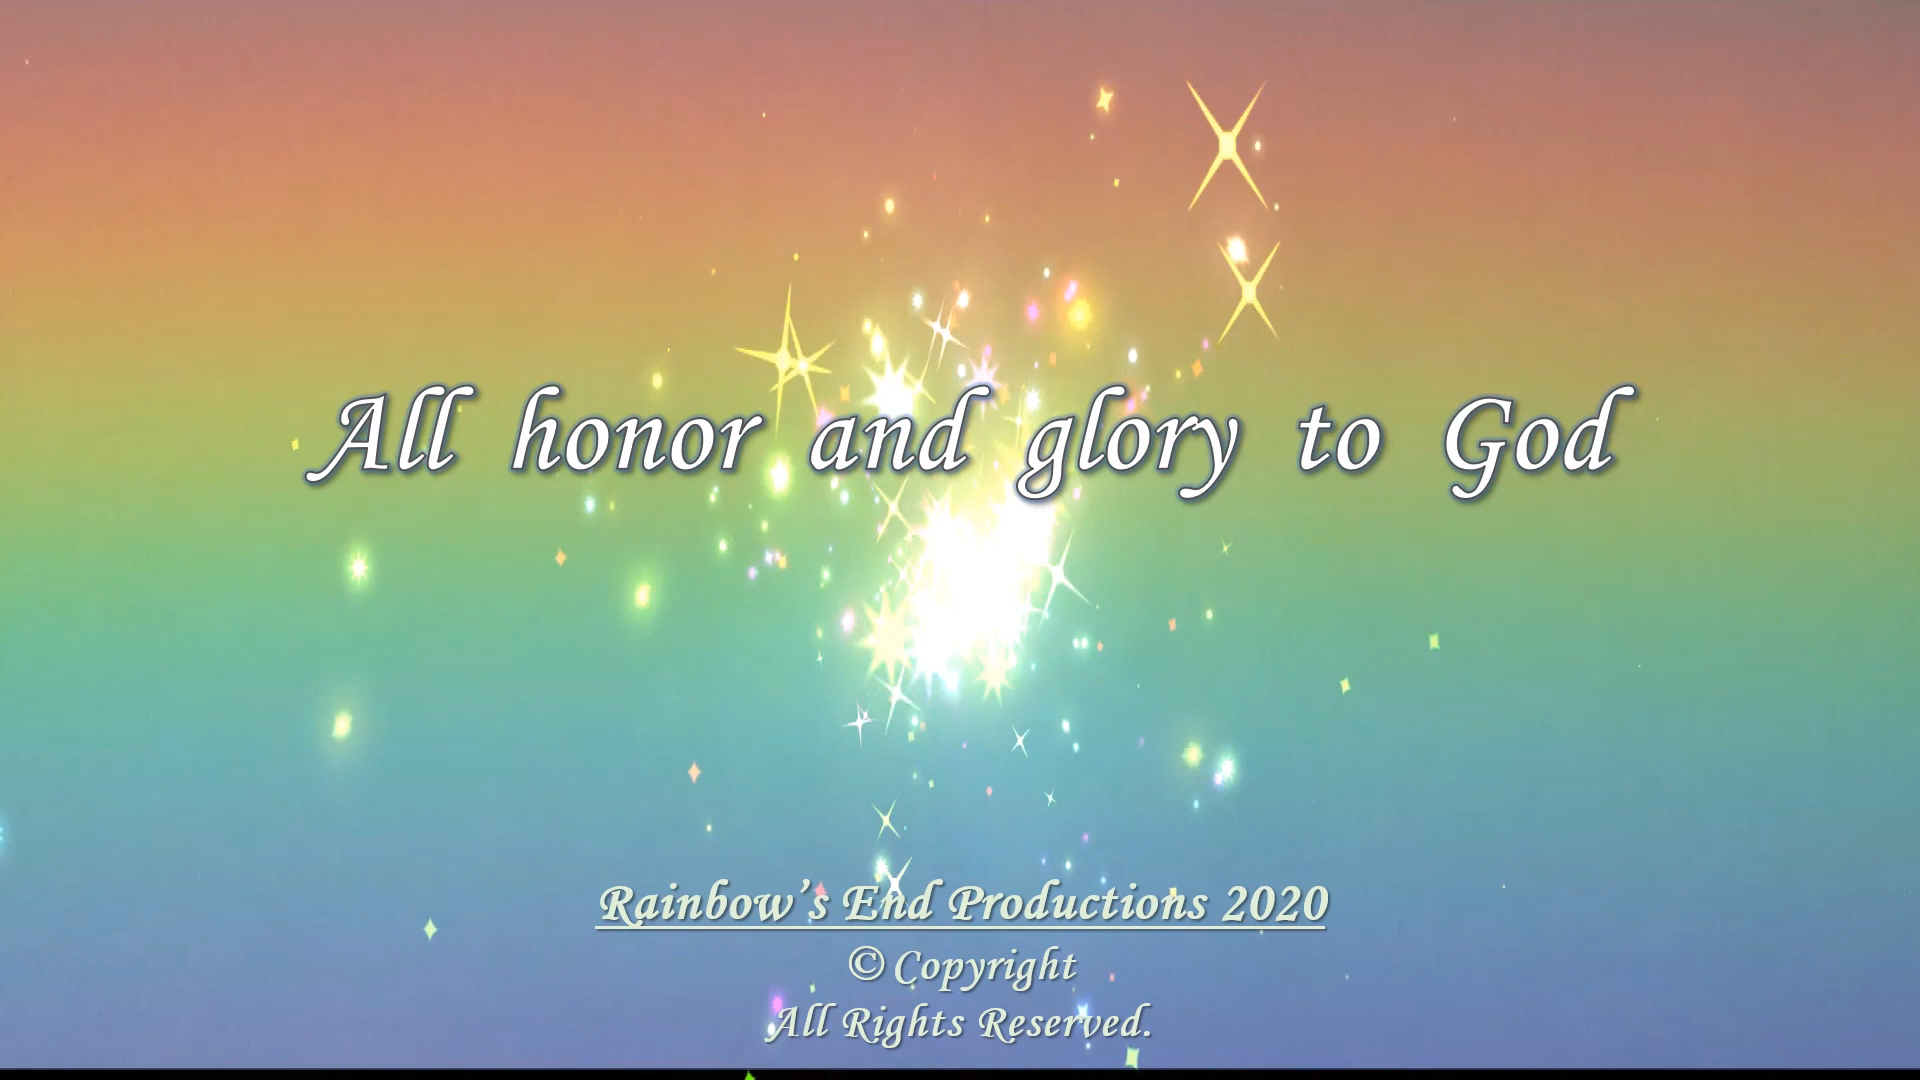 All honor and glory to God
Rainbow’s End Productions 2020
© Copyright
All Rights Reserved.